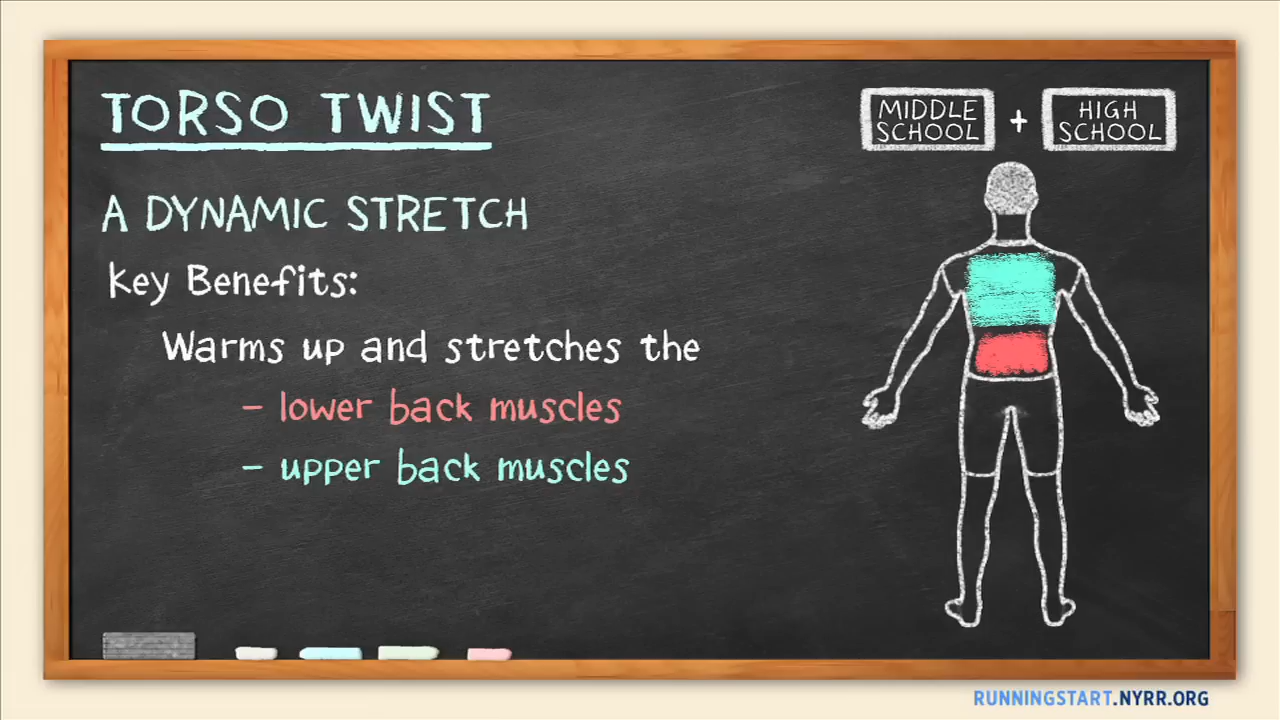 TORSO TWIST
MIDDLE SCHOOL + HIGH SCHOOL
A DYNAMIC STRETCH
Key Benefits:
Warms up and stretches the
- lower back muscles
- upper back muscles
RUNNINGSTART.NYRR.ORG